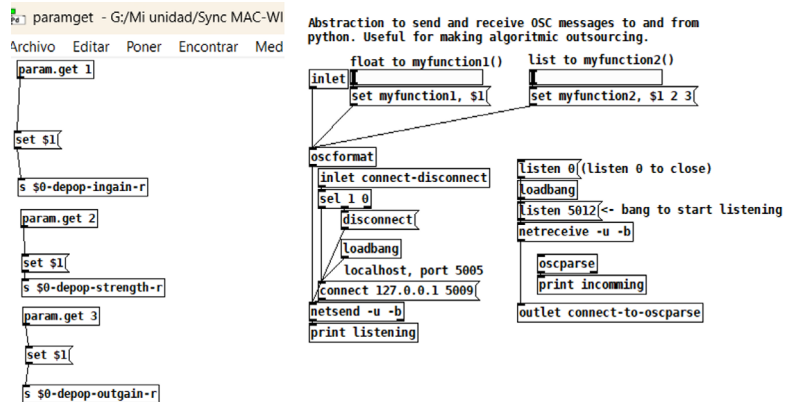 paramget - G:/Mi unidad/Sync MAC-WI
Archivo Editar Poner Encontrar Med
param.get 1
set $1
s $0-depop-ingain-r
param.get 2
set $1
s $0-depop-strength-r
param.get 3
set $1
s $0-depop-outgain-r
Abstraction to send and receive OSC messages to and from
python. Useful for making algoritmic outsourcing.
float to myfunction1()
list to myfunction2()
inlet
set myfunction1, $1
set myfunction2, $1 2 3
oscformat
inlet connect-disconnect
sel 1 0
disconnect
loadbang
localhost, port 5005
connect 127.0.0.1 5009
netsend -u -b
print listening
listen 0 (listen 0 to close)
loadbang
listen 5012 <- bang to start listening
netreceive -u -b
oscparse
print incomming
outlet connect-to-oscparse